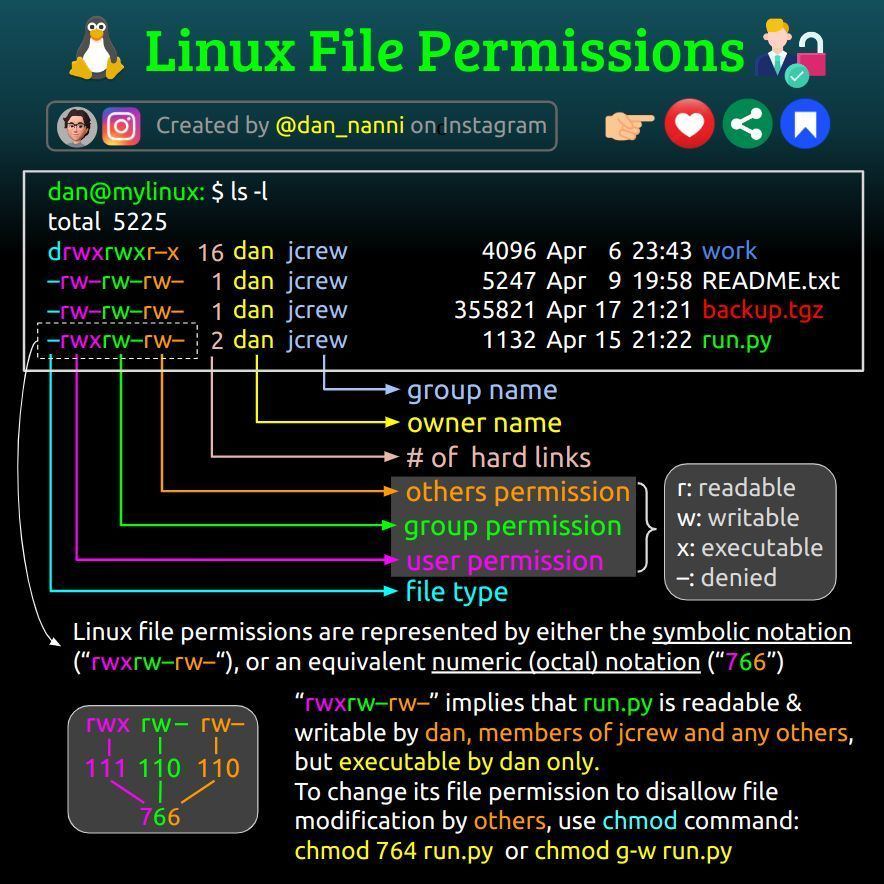 Linux File Permissions
Created by @dan_nanni on Instagram
dan@mylinux: $ ls -l
total 5225
drwxrwxr–x 16 dan jcrew 4096 Apr 6 23:43 work
–rw–rw–rw– 1 dan jcrew 5247 Apr 9 19:58 README.txt
–rw–rw–rw– 1 dan jcrew 355821 Apr 17 21:21 backup.tgz
–rwxrw–rw– 2 dan jcrew 1132 Apr 15 21:22 run.py
group name
owner name
# of hard links
others permission
group permission
user permission
file type
r: readable
w: writable
x: executable
–: denied
Linux file permissions are represented by either the symbolic notation
(“rwxrw–rw–“), or an equivalent numeric (octal) notation (“766”)
rwx rw– rw–
111 110 110
766
“rwxrw–rw–” implies that run.py is readable &
writable by dan, members of jcrew and any others,
but executable by dan only.
To change its file permission to disallow file
modification by others, use chmod command:
chmod 764 run.py or chmod g-w run.py